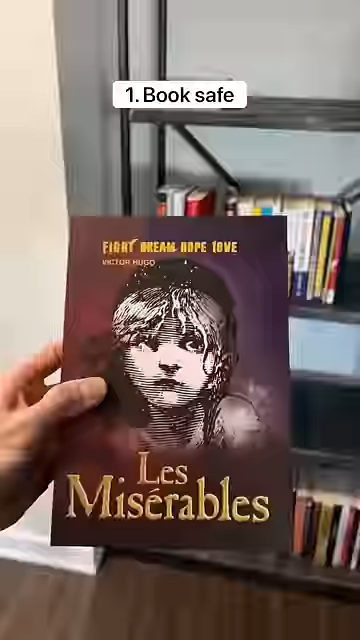 1. Book safe
FIGHT DREAM HOPE LOVE
VICTOR HUGO
Les
Misérables